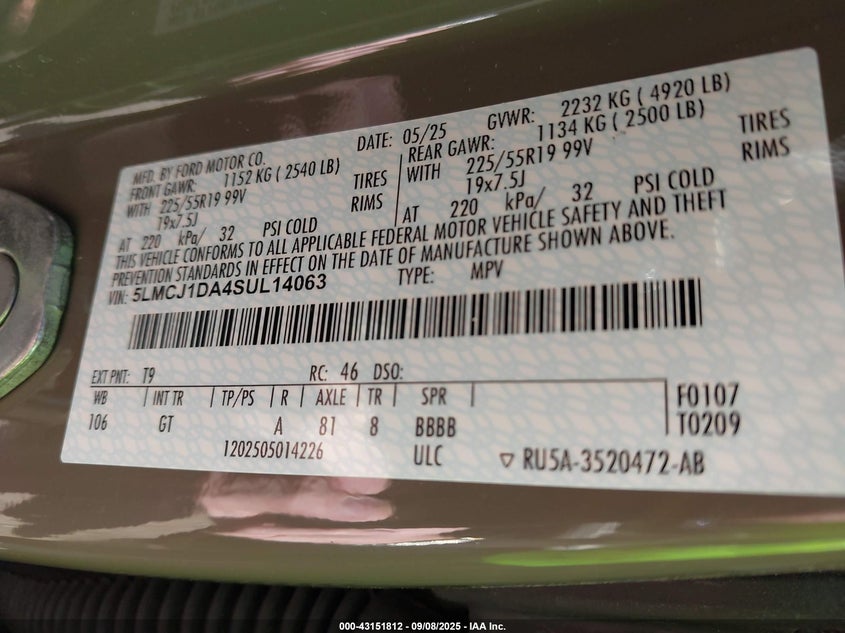 MFD. BY FORD MOTOR CO. DATE: 05/25 GVWR: 2232 KG ( 4920 LB)
FRONT GAWR: 1152 KG ( 2540 LB) REAR GAWR: 1134 KG ( 2500 LB)
WITH 225/55R19 99V TIRES WITH 225/55R19 99V TIRES
19x7.5J RIMS 19x7.5J RIMS
AT 220 kPa/ 32 PSI COLD AT 220 kPa/ 32 PSI COLD
THIS VEHICLE CONFORMS TO ALL APPLICABLE FEDERAL MOTOR VEHICLE SAFETY AND THEFT
PREVENTION STANDARDS IN EFFECT ON THE DATE OF MANUFACTURE SHOWN ABOVE.
VIN: 5LMCJ1DA4SUL14063 TYPE: MPV
EXT PNT: T9 RC: 46 DSO:
WB INT TR TP/PS R AXLE TR SPR F0107
106 GT A 81 8 BBBB T0209
1202505014226 ULC RU5A-3520472-AB
000-43151812 - 09/08/2025 - IAA Inc.